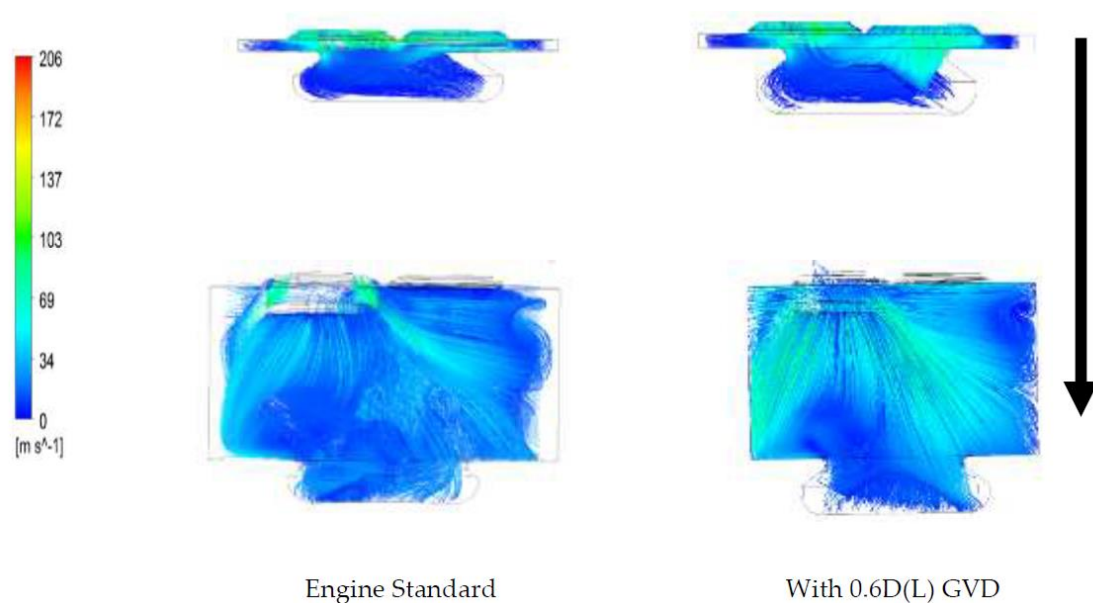 206
172
137
103
69
34
0
[m s^-1]
Engine Standard
With 0.6D(L) GVD